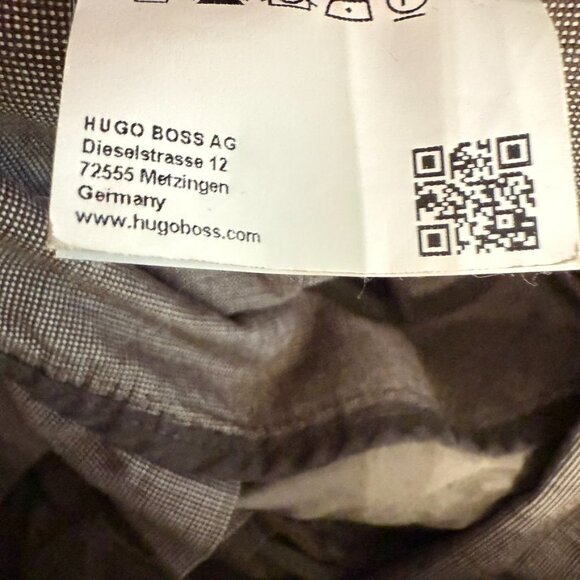 HUGO BOSS AG
Dieselstrasse 12
72555 Metzingen
Germany
www.hugoboss.com